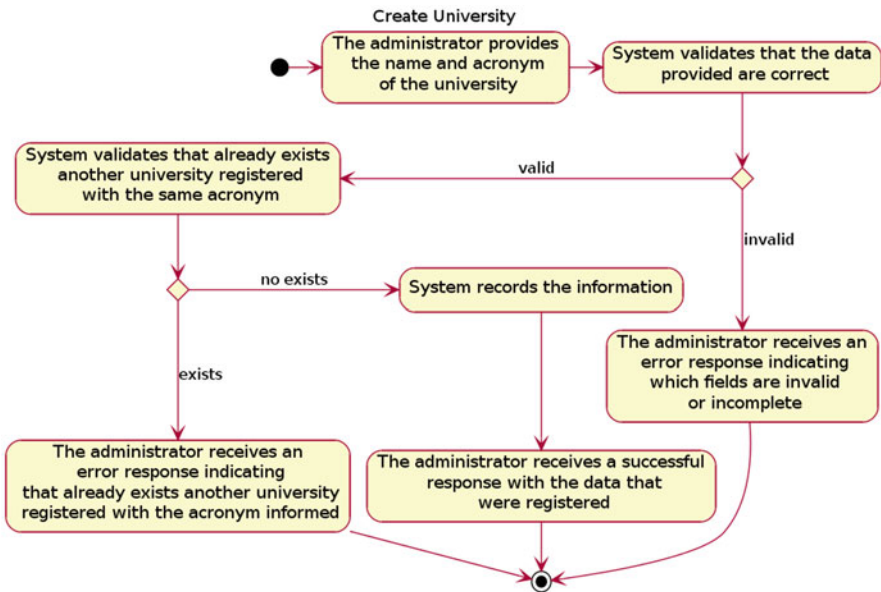 Create University
The administrator provides
the name and acronym
of the university
System validates that the data
provided are correct
System validates that already exists
another university registered
with the same acronym
valid
invalid
no exists
System records the information
exists
The administrator receives an
error response indicating
which fields are invalid
or incomplete
The administrator receives an
error response indicating
that already exists another university
registered with the acronym informed
The administrator receives a successful
response with the data that
were registered